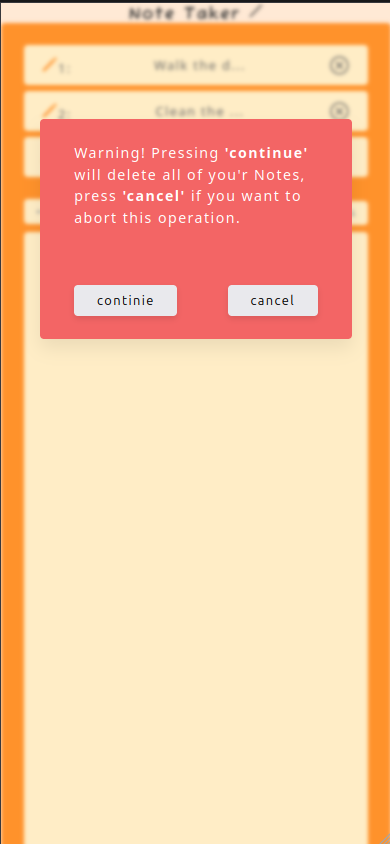 Note Taker
1: Walk the d...
2: Clean the ...
Warning! Pressing 'continue'
will delete all of you'r Notes,
press 'cancel' if you want to
abort this operation.
continie cancel